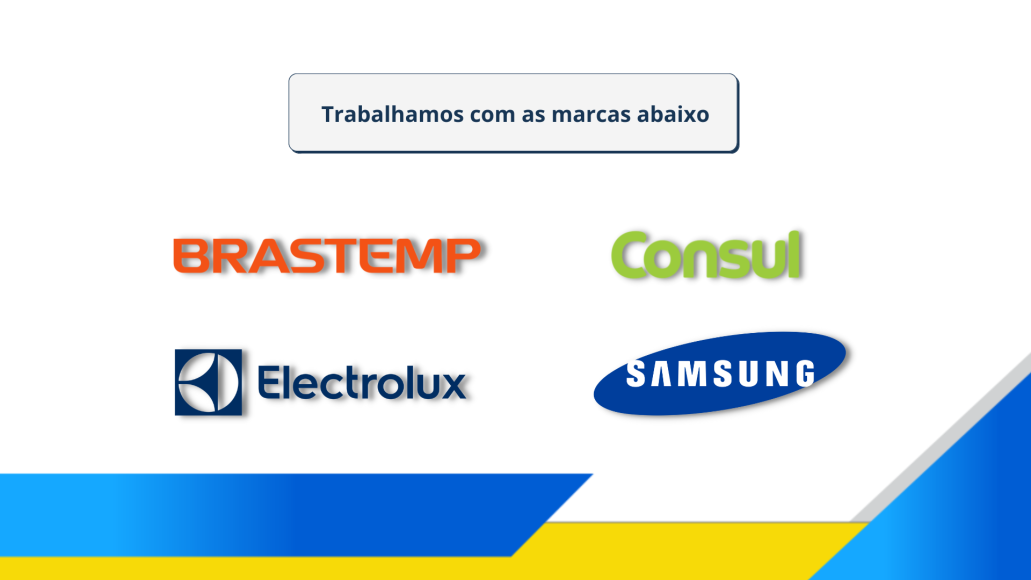 Trabalhamos com as marcas abaixo
BRASTEMP
Consul
Electrolux
SAMSUNG